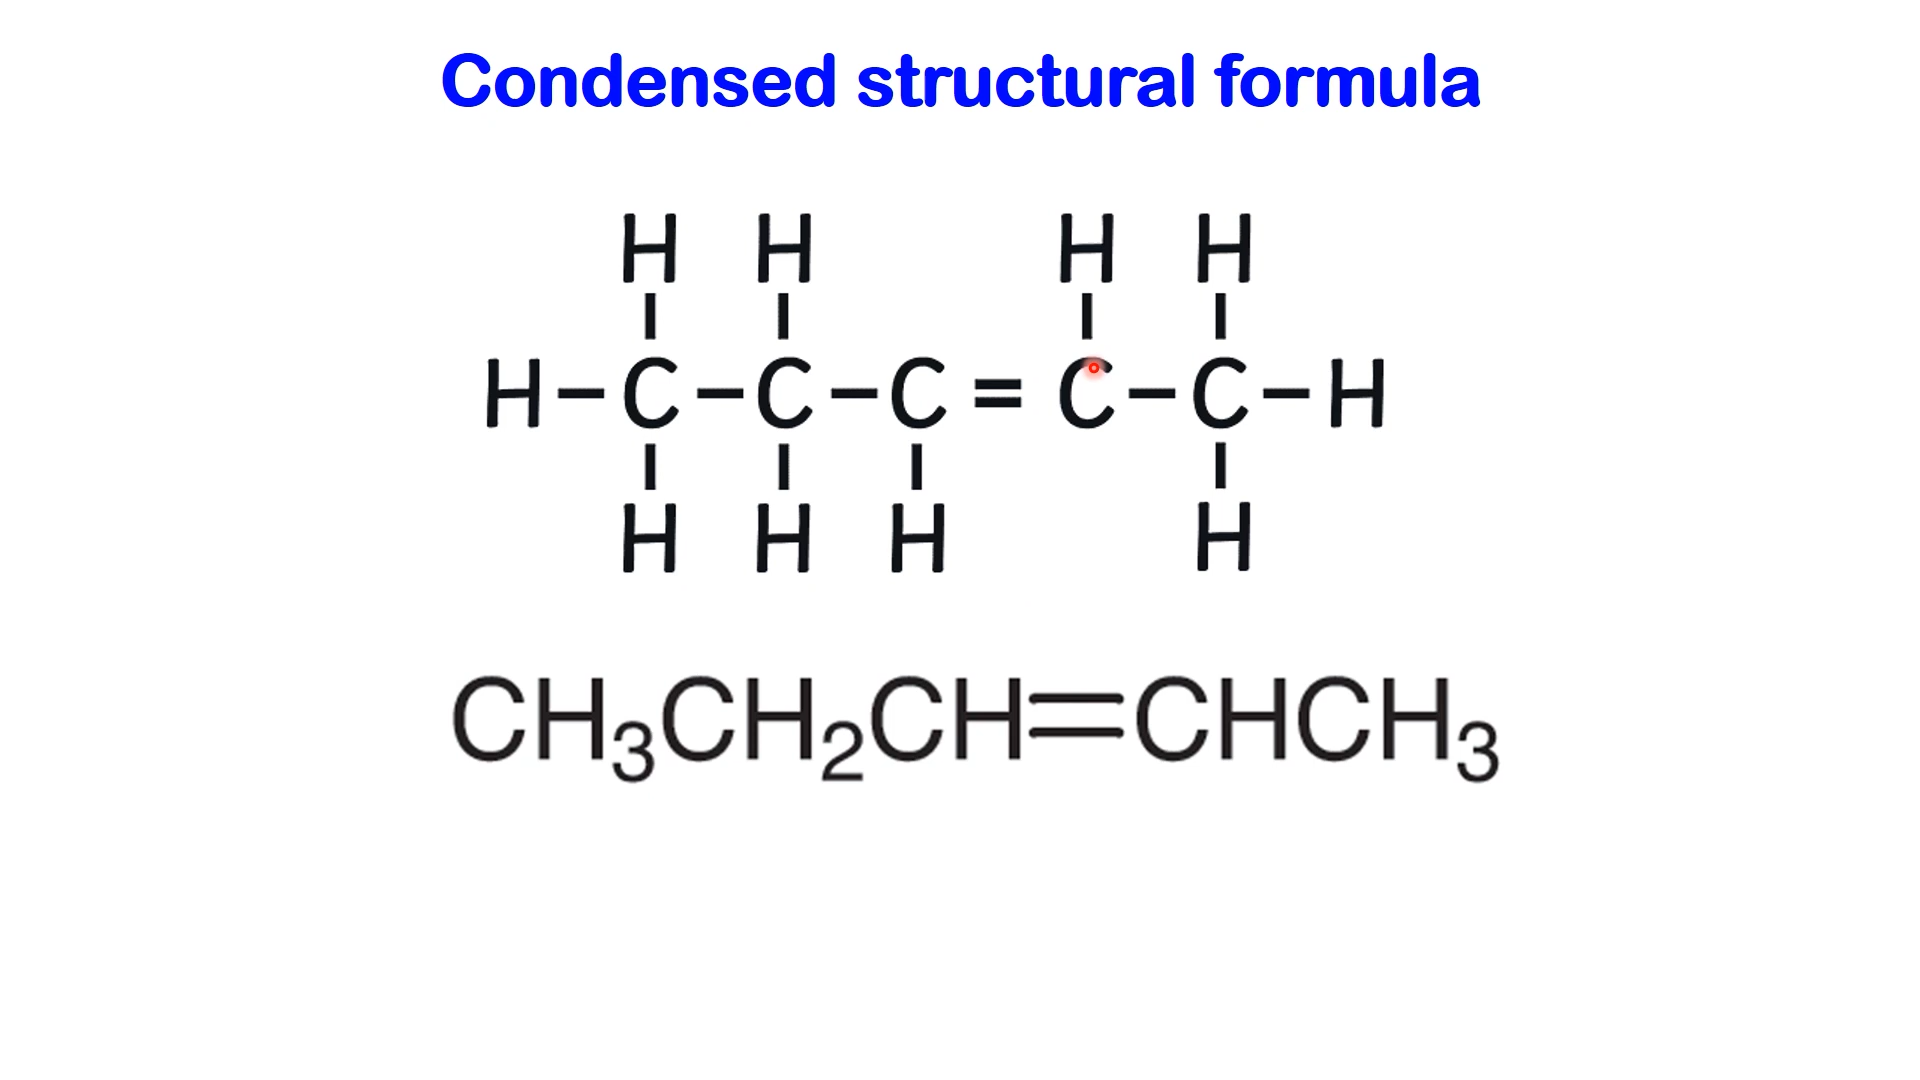 Condensed structural formula
H H H H
H–C–C–C=C–C–H
H H H H
CH₃CH₂CH=CHCH₃